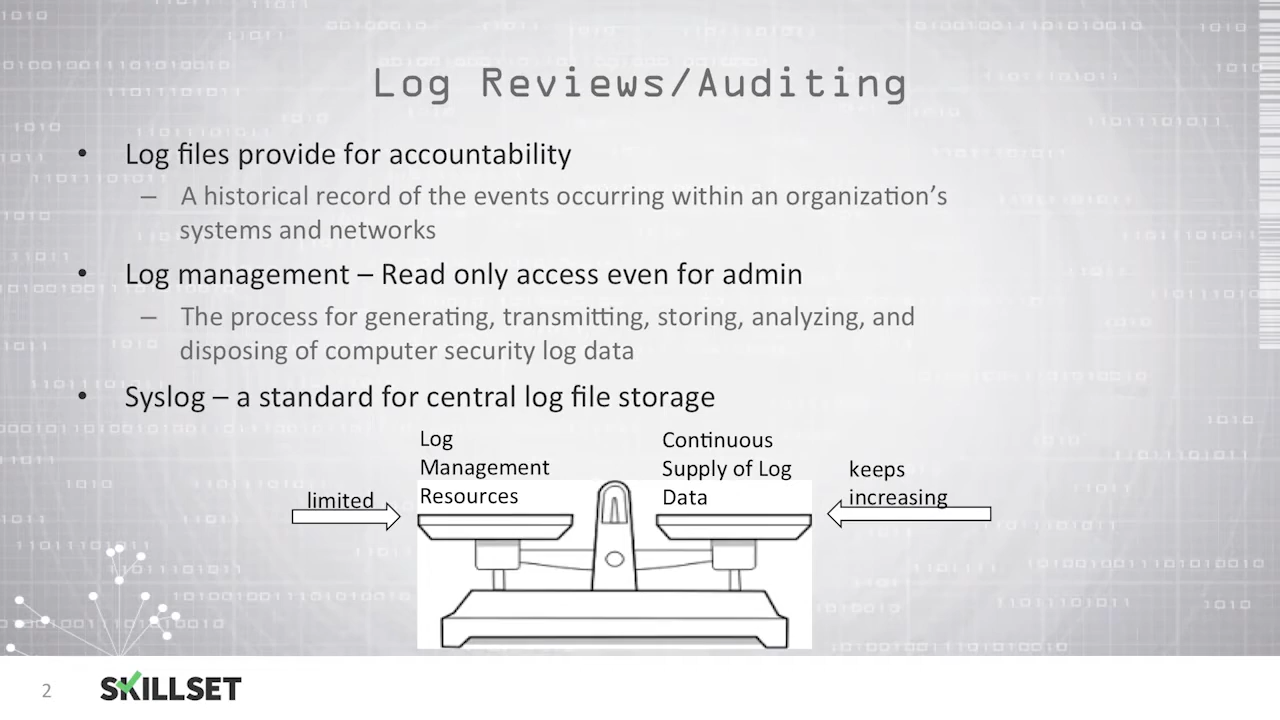 Log Reviews/Auditing
• Log files provide for accountability
– A historical record of the events occurring within an organization’s
systems and networks
• Log management – Read only access even for admin
– The process for generating, transmitting, storing, analyzing, and
disposing of computer security log data
• Syslog – a standard for central log file storage
limited
Log
Management
Resources
Continuous
Supply of Log
Data
keeps
increasing
2
SKILLSET